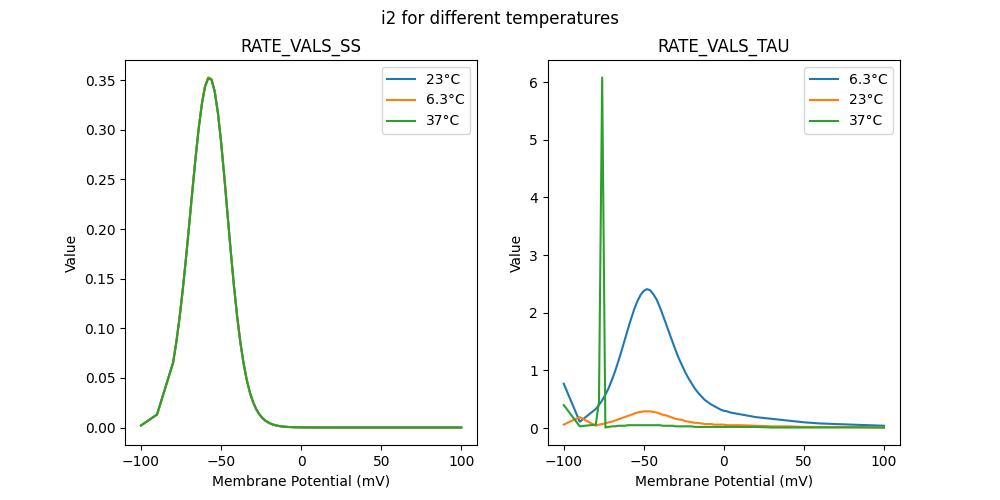 i2 for different temperatures
RATE_VALS_SS
Value
0.35
0.30
0.25
0.20
0.15
0.10
0.05
0.00
23°C
6.3°C
37°C
−100 −50 0 50 100
Membrane Potential (mV)
RATE_VALS_TAU
Value
6
5
4
3
2
1
0
6.3°C
23°C
37°C
−100 −50 0 50 100
Membrane Potential (mV)